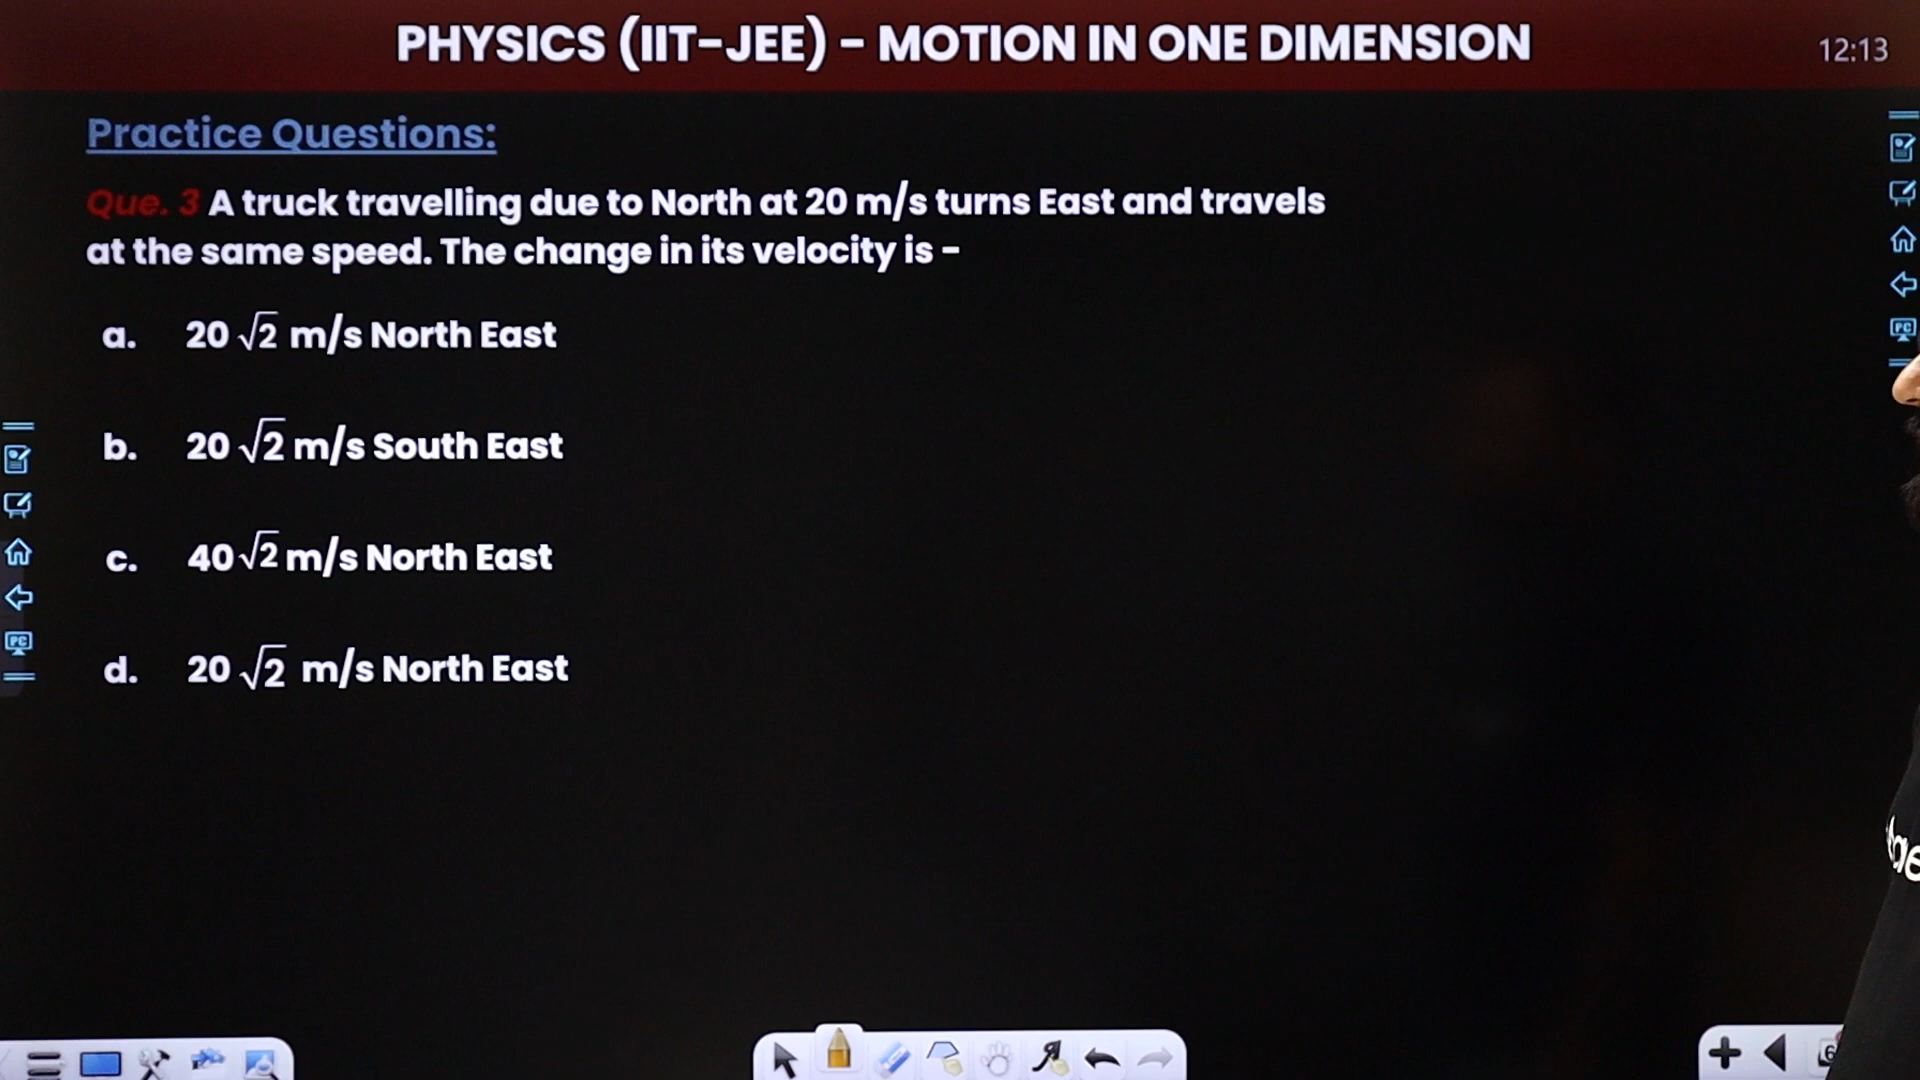 PHYSICS (IIT-JEE) - MOTION IN ONE DIMENSION
12:13
Practice Questions:
Que. 3 A truck travelling due to North at 20 m/s turns East and travels
at the same speed. The change in its velocity is -
a. 20 √2 m/s North East
b. 20 √2 m/s South East
c. 40 √2 m/s North East
d. 20 √2 m/s North East
PC
PC